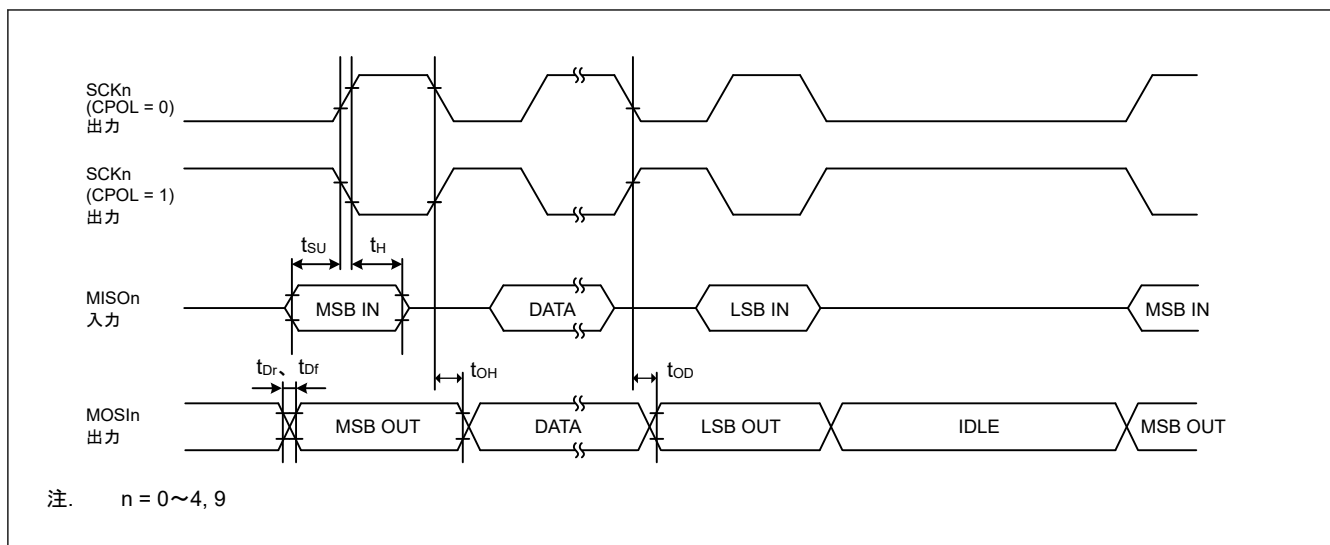 SCKn
(CPOL = 0)
出力
SCKn
(CPOL = 1)
出力
tSU
tH
MISOn
入力
MSB IN
DATA
LSB IN
MSB IN
tDr、 tDf
tOH
tOD
MOSIn
出力
MSB OUT
DATA
LSB OUT
IDLE
MSB OUT
注. n = 0～4, 9